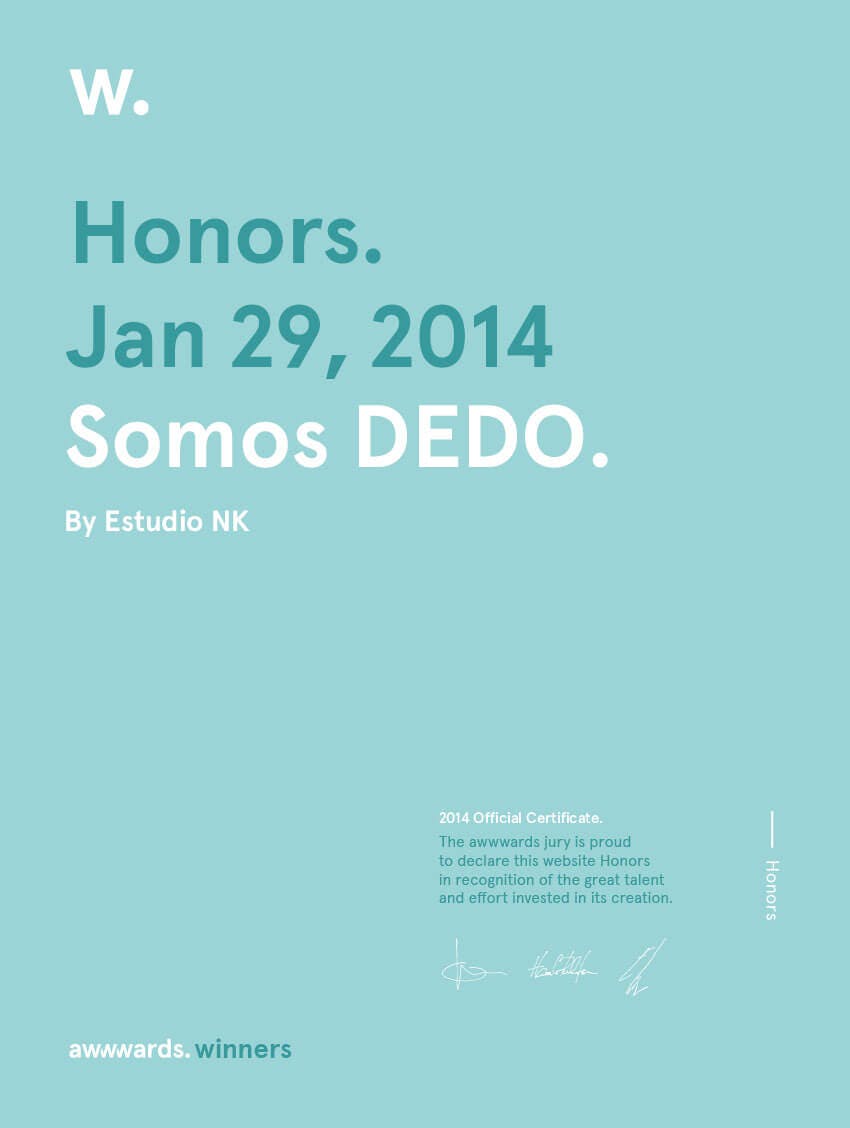 w.
Honors.
Jan 29, 2014
Somos DEDO.
By Estudio NK
2014 Official Certificate.
The awwwards jury is proud
to declare this website Honors
in recognition of the great talent
and effort invested in its creation.
Honors
awwwards. winners